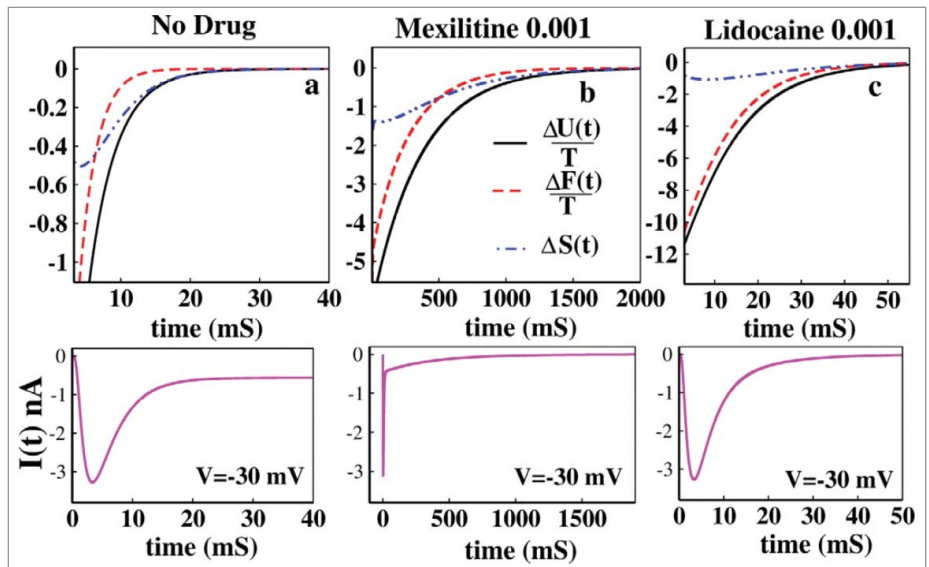 No Drug
Mexilitine 0.001
Lidocaine 0.001
0
-0.2
-0.4
-0.6
-0.8
-1
a
10
20
30
40
time (mS)
0
-1
-2
-3
-4
-5
b
ΔU(t)
T
ΔF(t)
T
ΔS(t)
500
1000
1500
2000
time (mS)
0
-2
-4
-6
-8
-10
-12
c
10
20
30
40
50
time (mS)
I(t) nA
0
-1
-2
-3
V=-30 mV
0
10
20
30
40
time (mS)
0
-1
-2
-3
V=-30 mV
0
500
1000
1500
time (mS)
0
-1
-2
-3
V=-30 mV
0
10
20
30
40
50
time (mS)